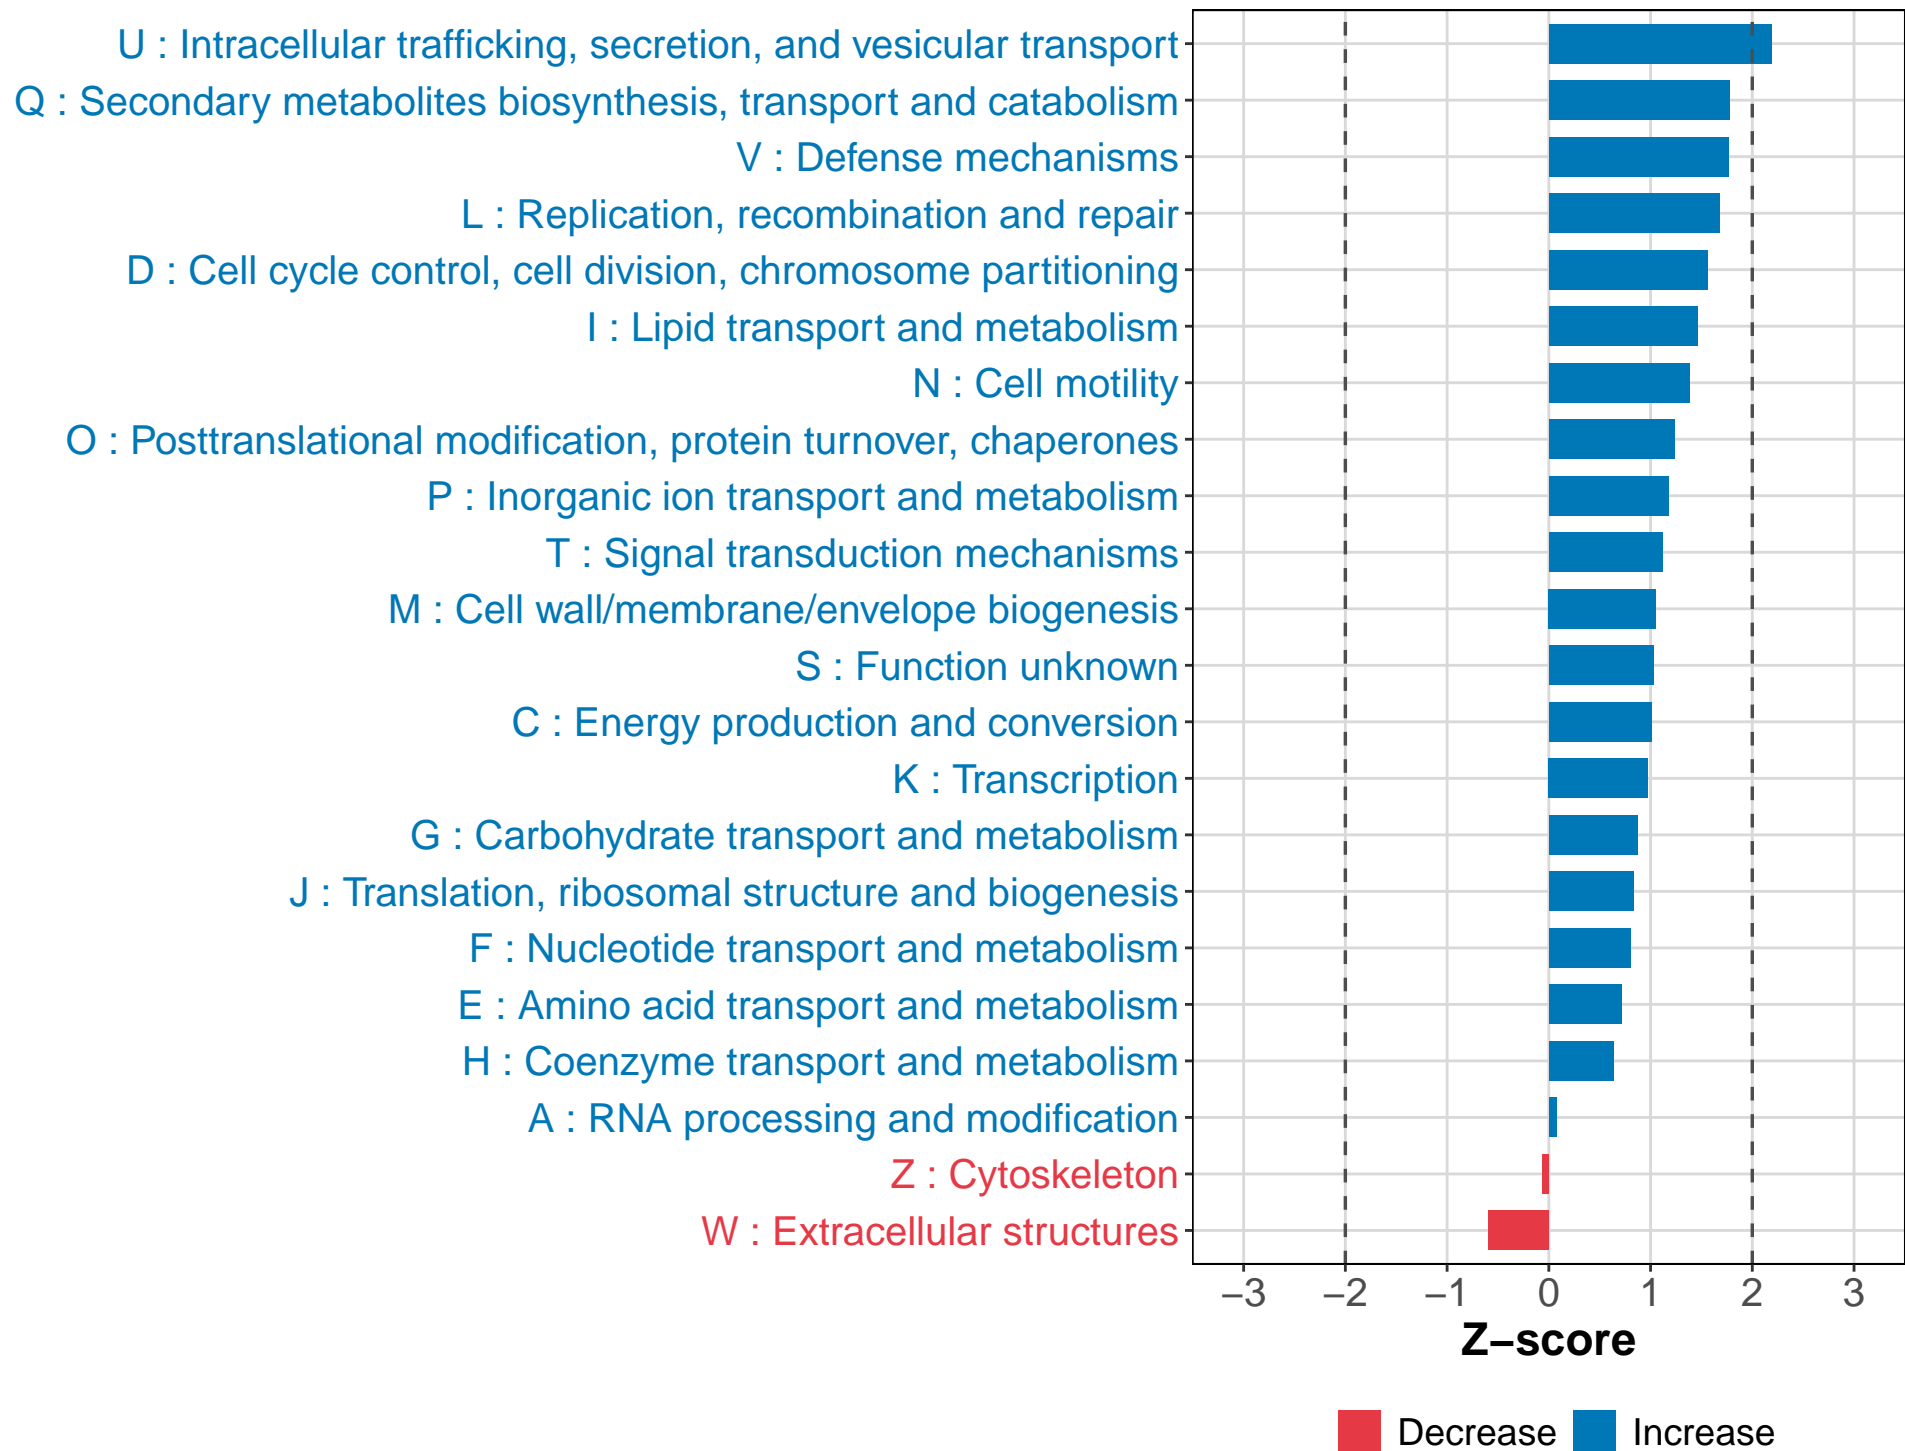 U : Intracellular trafficking, secretion, and vesicular transport
Q : Secondary metabolites biosynthesis, transport and catabolism
V : Defense mechanisms
L : Replication, recombination and repair
D : Cell cycle control, cell division, chromosome partitioning
I : Lipid transport and metabolism
N : Cell motility
O : Posttranslational modification, protein turnover, chaperones
P : Inorganic ion transport and metabolism
T : Signal transduction mechanisms
M : Cell wall/membrane/envelope biogenesis
S : Function unknown
C : Energy production and conversion
K : Transcription
G : Carbohydrate transport and metabolism
J : Translation, ribosomal structure and biogenesis
F : Nucleotide transport and metabolism
E : Amino acid transport and metabolism
H : Coenzyme transport and metabolism
A : RNA processing and modification
Z : Cytoskeleton
W : Extracellular structures
−3 −2 −1 0 1 2 3
Z−score
Decrease Increase